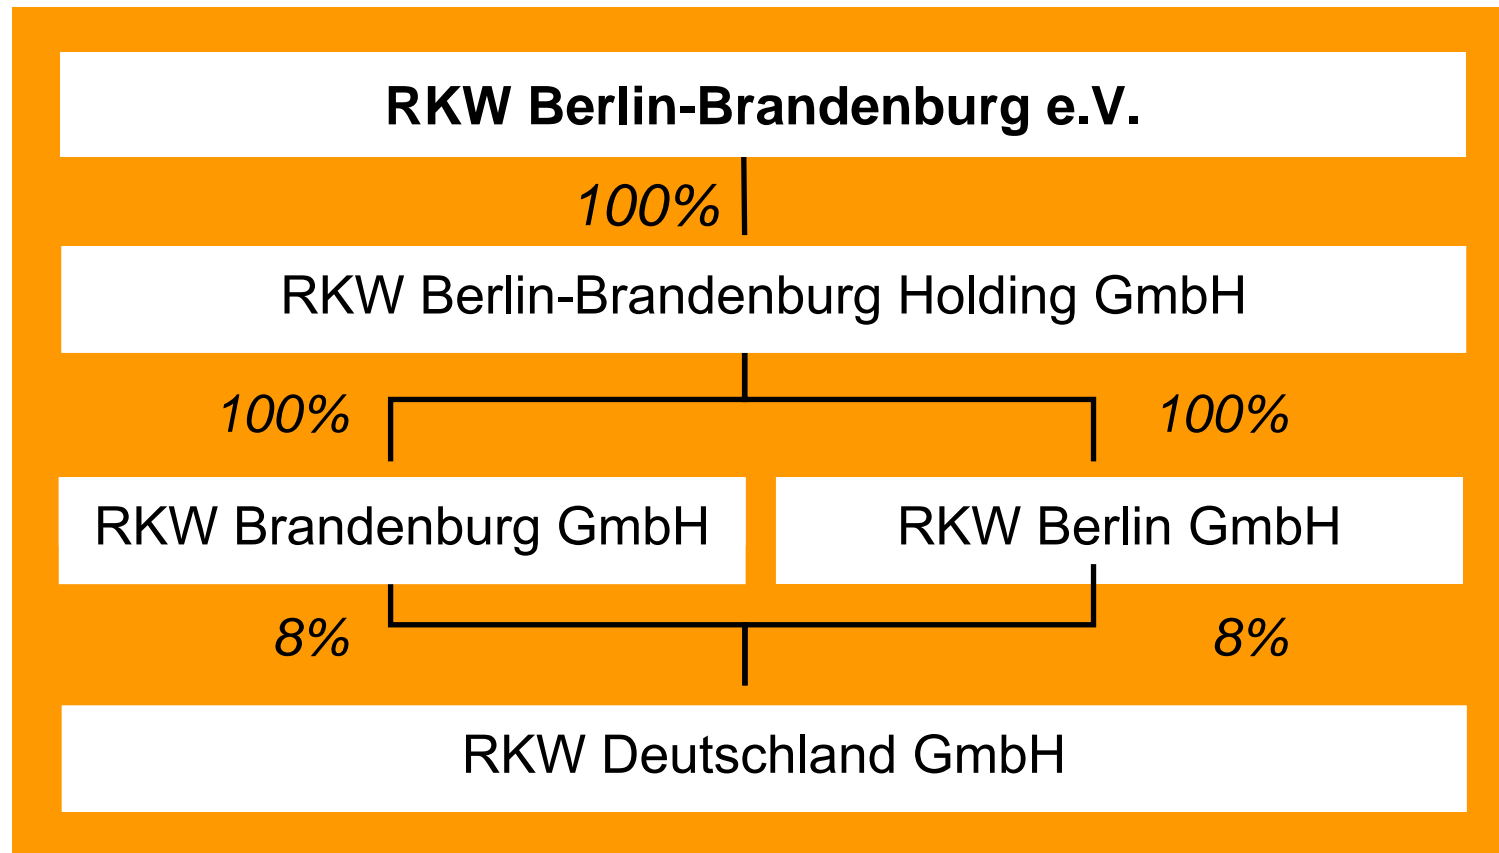 RKW Berlin-Brandenburg e.V.
100%
RKW Berlin-Brandenburg Holding GmbH
100%
100%
RKW Brandenburg GmbH
RKW Berlin GmbH
8%
8%
RKW Deutschland GmbH